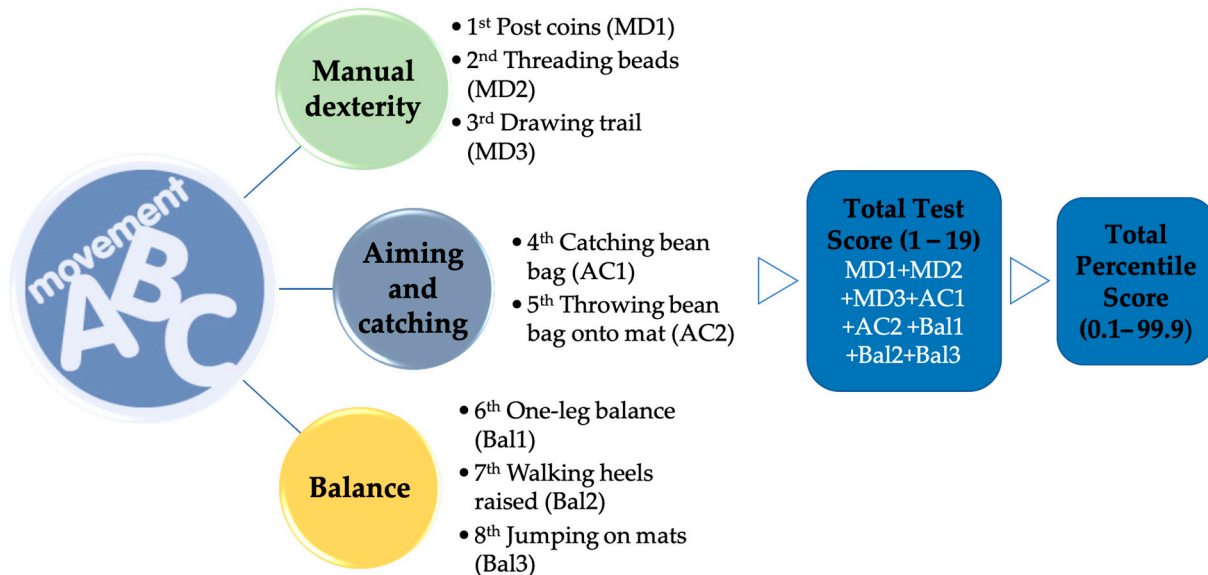 movement
ABC
Manual
dexterity
• 1st Post coins (MD1)
• 2nd Threading beads
(MD2)
• 3rd Drawing trail
(MD3)
Aiming
and
catching
• 4th Catching bean
bag (AC1)
• 5th Throwing bean
bag onto mat (AC2)
Balance
• 6th One-leg balance
(Bal1)
• 7th Walking heels
raised (Bal2)
• 8th Jumping on mats
(Bal3)
Total Test
Score (1 – 19)
MD1+MD2
+MD3+AC1
+AC2 +Bal1
+Bal2+Bal3
Total
Percentile
Score
(0.1– 99.9)